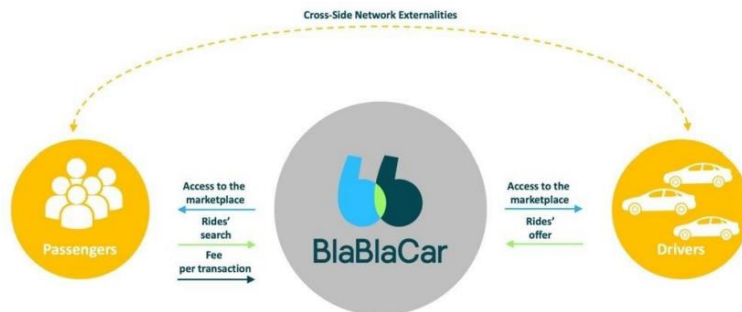 Cross-Side Network Externalities
Access to the
marketplace
Rides'
search
Fee
per transaction
Passengers
BlaBlaCar
Access to the
marketplace
Rides'
offer
Drivers